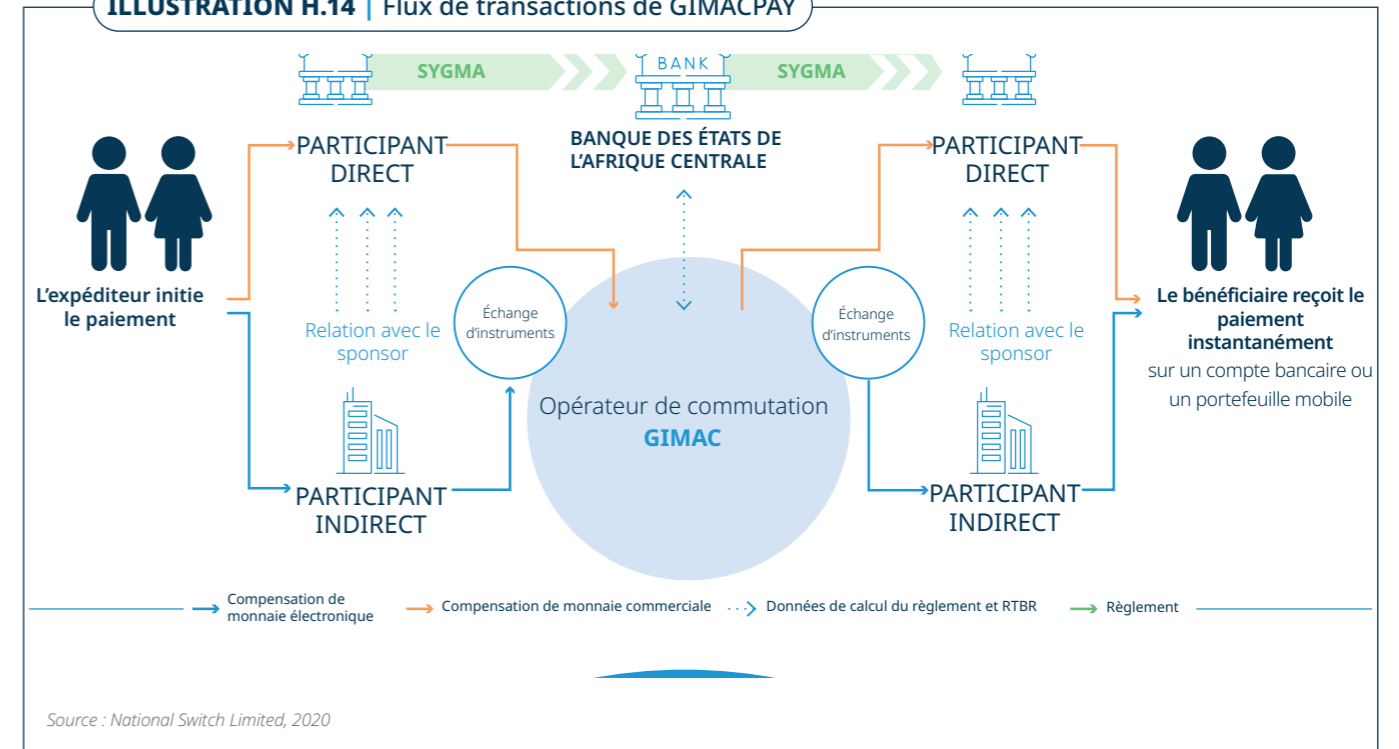 ILLUSTRATION H.14 | Flux de transactions de GIMACPAY
SYGMA
BANK
SYGMA
BANQUE DES ÉTATS DE
L'AFRIQUE CENTRALE
PARTICIPANT
DIRECT
PARTICIPANT
DIRECT
L'expéditeur initie
le paiement
Échange
d'instruments
Échange
d'instruments
Relation avec le
sponsor
Relation avec le
sponsor
Le bénéficiaire reçoit le
paiement
instantanément
sur un compte bancaire ou
un portefeuille mobile
Opérateur de commutation
GIMAC
PARTICIPANT
INDIRECT
PARTICIPANT
INDIRECT
Compensation de
monnaie électronique
Compensation de monnaie commerciale
Données de calcul du règlement et RTBR
Règlement
Source : National Switch Limited, 2020